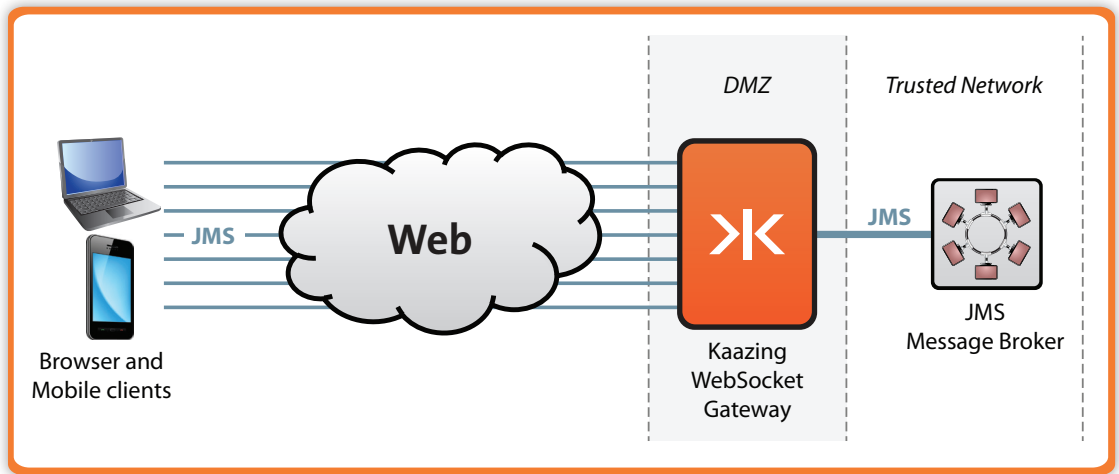 DMZ
Trusted Network
JMS
Web
JMS
Browser and
Mobile clients
Kaazing
WebSocket
Gateway
JMS
Message Broker